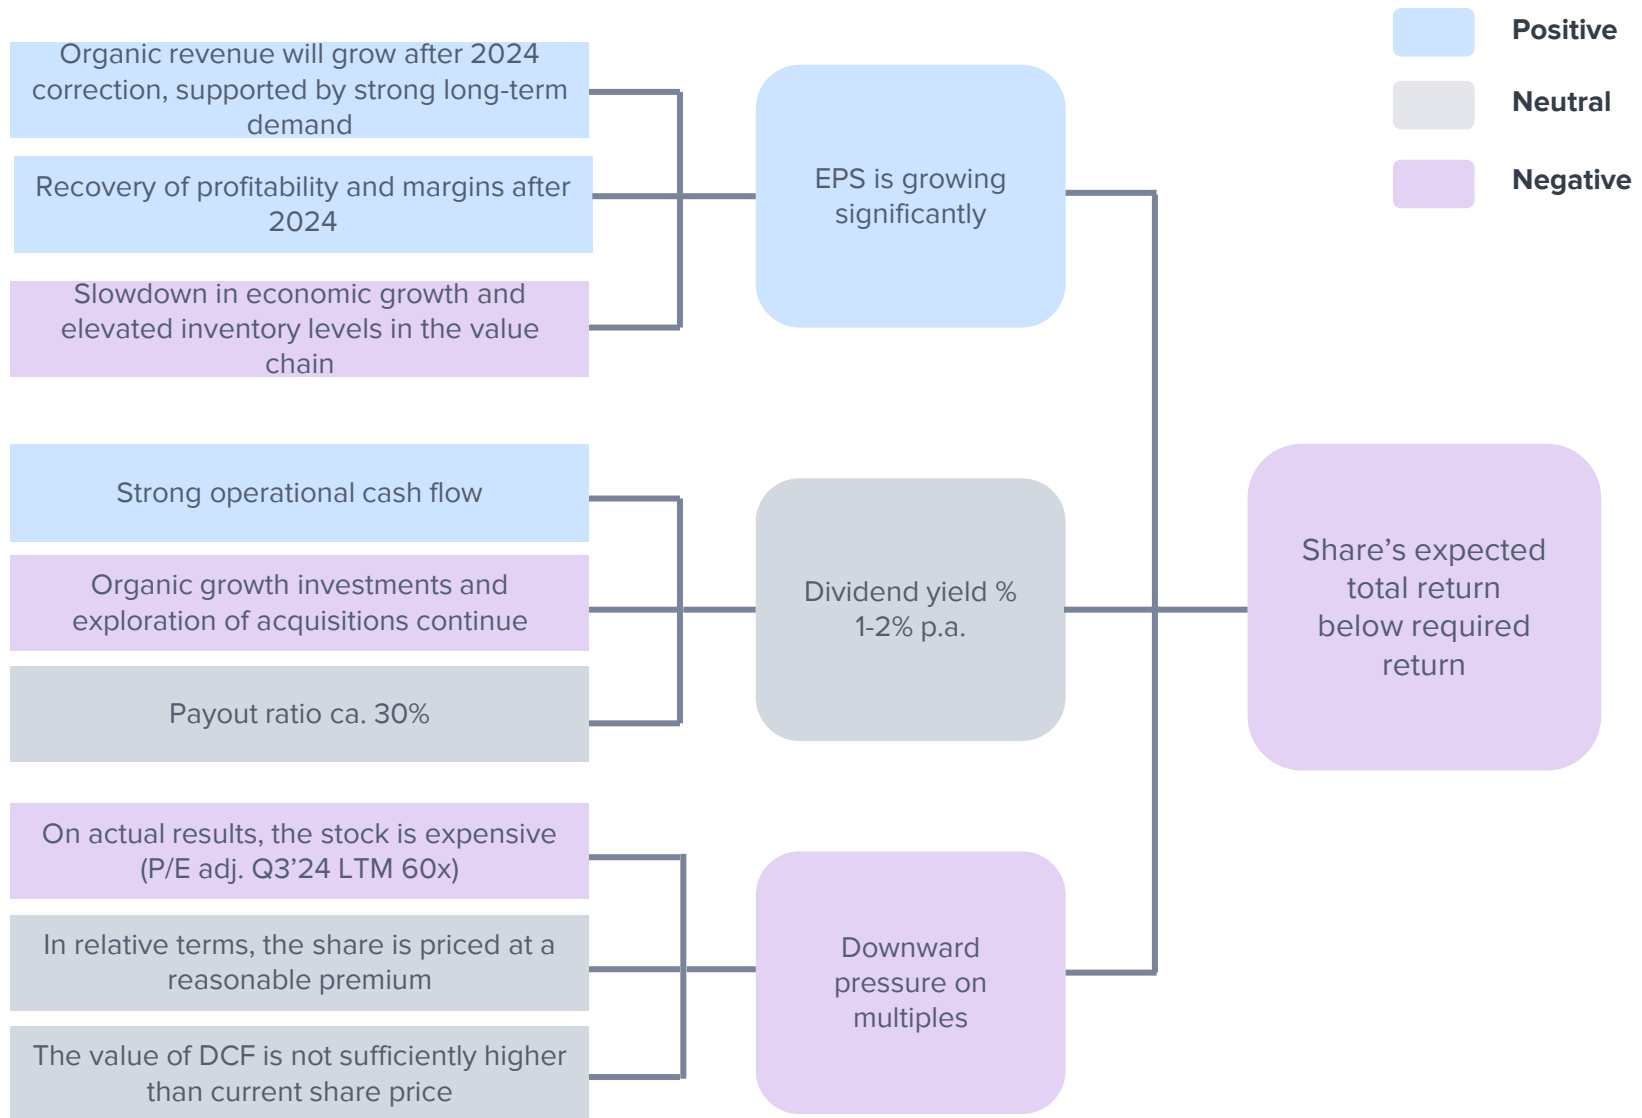 Organic revenue will grow after 2024
correction, supported by strong long-term
demand
Recovery of profitability and margins after
2024
Slowdown in economic growth and
elevated inventory levels in the value
chain
EPS is growing
significantly
Positive
Neutral
Negative
Strong operational cash flow
Organic growth investments and
exploration of acquisitions continue
Payout ratio ca. 30%
Dividend yield %
1-2% p.a.
Share’s expected
total return
below required
return
On actual results, the stock is expensive
(P/E adj. Q3’24 LTM 60x)
In relative terms, the share is priced at a
reasonable premium
The value of DCF is not sufficiently higher
than current share price
Downward
pressure on
multiples